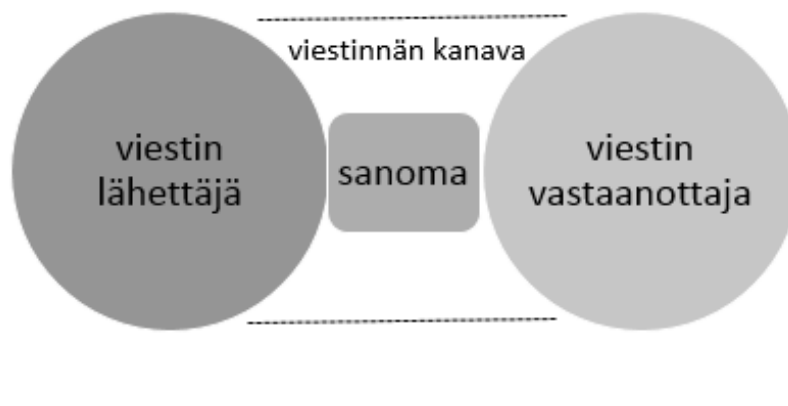 viestinnän kanava
viestin
lähettäjä
sanoma
viestin
vastaanottaja